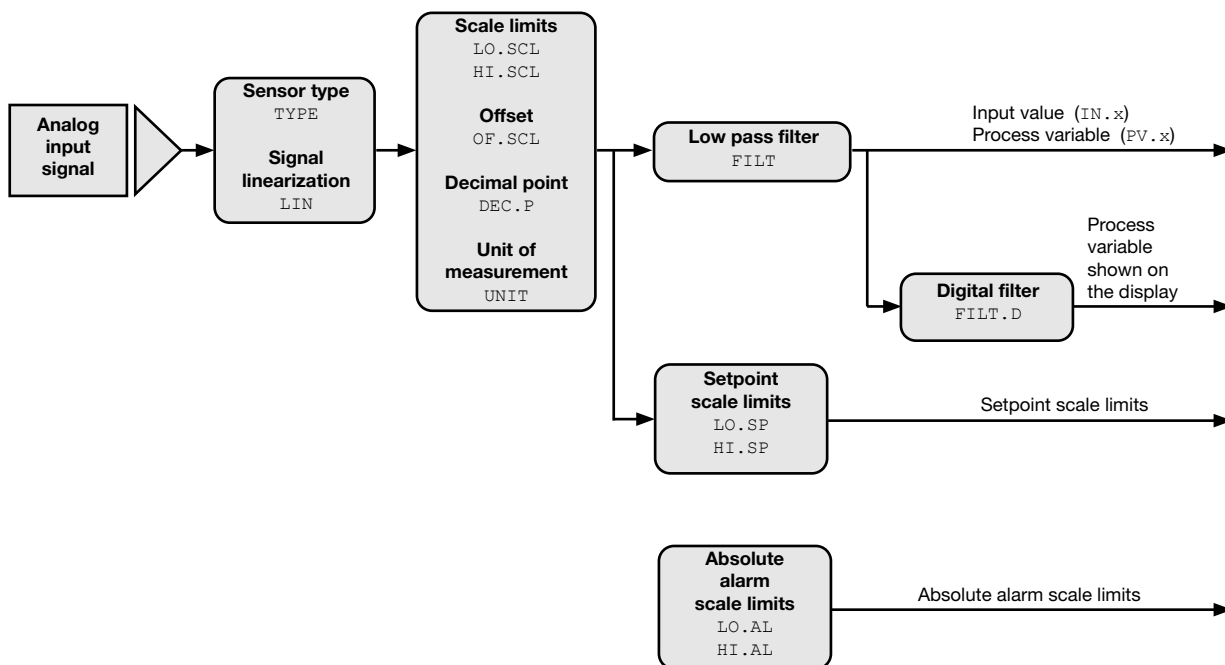 Analog
input
signal
Sensor type
TYPE
Signal
linearization
LIN
Scale limits
LO.SCL
HI.SCL
Offset
OF.SCL
Decimal point
DEC.P
Unit of
measurement
UNIT
Low pass filter
FILT
Input value (IN.x)
Process variable (PV.x)
Digital filter
FILT.D
Process
variable
shown on
the display
Setpoint
scale limits
LO.SP
HI.SP
Setpoint scale limits
Absolute
alarm
scale limits
LO.AL
HI.AL
Absolute alarm scale limits